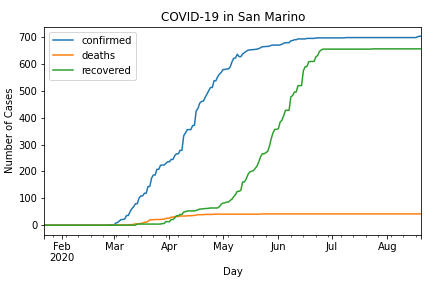 COVID-19 in San Marino
confirmed
deaths
recovered
Number of Cases
700
600
500
400
300
200
100
0
Feb
2020
Mar
Apr
May
Jun
Jul
Aug
Day